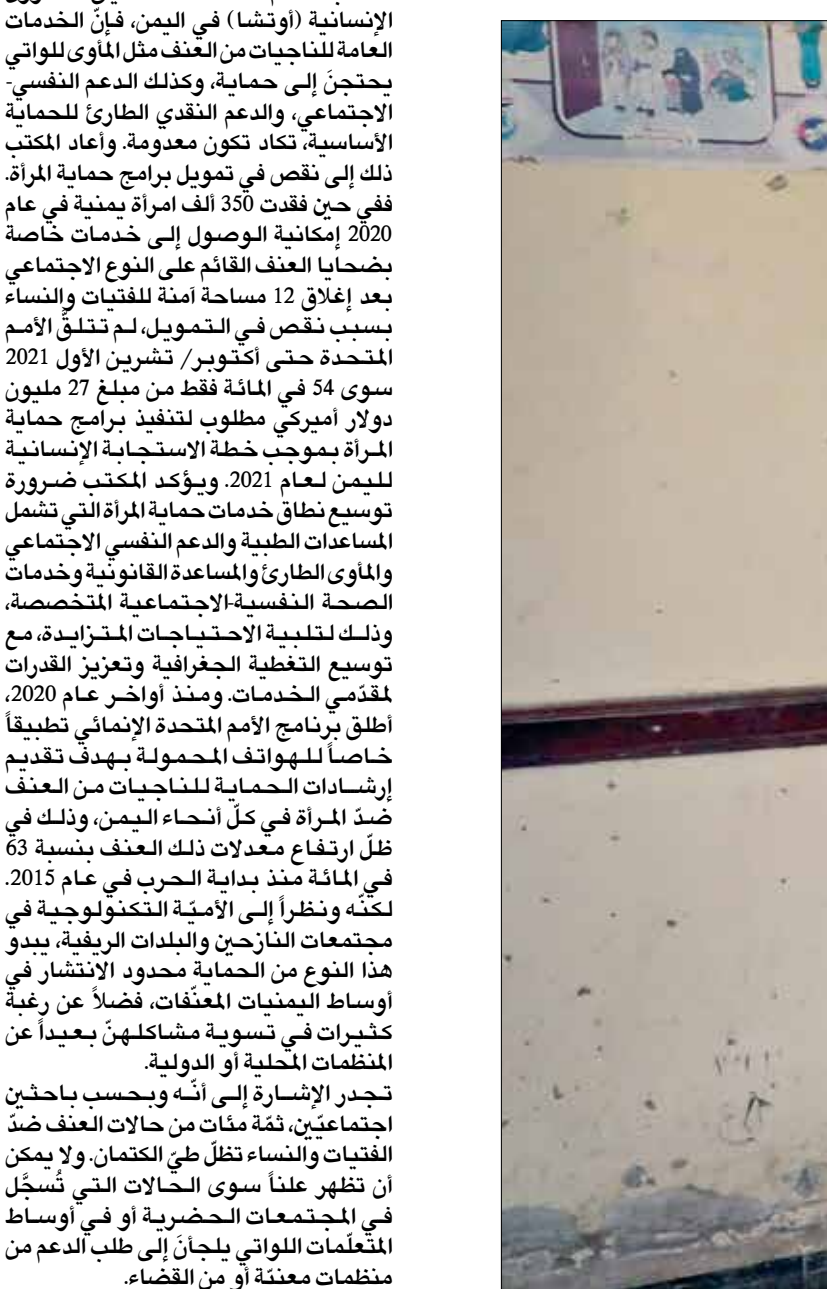 الإنسانية (أوتشا) في اليمن، فإنّ الخدمات
العامة للناجيات من العنف مثل المأوى للواتي
يحتجنَ إلى حماية، وكذلك الدعم النفسي-
الاجتماعي، والدعم النقدي الطارئ للحماية
الأساسية، تكاد تكون معدومة. وأعاد المكتب
ذلك إلى نقص في تمويل برامج حماية المرأة.
ففي حين فقدت 350 ألف امرأة يمنية في عام
2020 إمكانية الوصول إلى خدمات خاصة
بضحايا العنف القائم على النوع الاجتماعي
بعد إغلاق 12 مساحة آمنة للفتيات والنساء
بسبب نقص في التمويل، لم تتلقَّ الأمم
المتحدة حتى أكتوبر/ تشرين الأول 2021
سوى 54 في المائة فقط من مبلغ 27 مليون
دولار أميركي مطلوب لتنفيذ برامج حماية
المرأة بموجب خطة الاستجابة الإنسانية
لليمن لعام 2021. ويؤكد المكتب ضرورة
توسيع نطاق خدمات حماية المرأة التي تشمل
المساعدات الطبية والدعم النفسي الاجتماعي
والمأوى الطارئ والمساعدة القانونية وخدمات
الصحة النفسية-الاجتماعية المتخصصة،
وذلك لتلبية الاحتياجات المتزايدة، مع
توسيع التغطية الجغرافية وتعزيز القدرات
لمقدّمي الخدمات. ومنذ أواخر عام 2020،
أطلق برنامج الأمم المتحدة الإنمائي تطبيقاً
خاصاً للهواتف المحمولة بهدف تقديم
إرشادات الحماية للناجيات من العنف
ضدّ المرأة في كلّ أنحاء اليمن، وذلك في
ظلّ ارتفاع معدلات ذلك العنف بنسبة 63
في المائة منذ بداية الحرب في عام 2015.
لكنّه ونظراً إلى الأميّة التكنولوجية في
مجتمعات النازحين والبلدات الريفية، يبدو
هذا النوع من الحماية محدود الانتشار في
أوساط اليمنيات المعنّفات، فضلاً عن رغبة
كثيرات في تسوية مشاكلهنّ بعيداً عن
المنظمات المحلية أو الدولية.
تجدر الإشارة إلى أنّه وبحسب باحثين
اجتماعيّين، ثمّة مئات من حالات العنف ضدّ
الفتيات والنساء تظلّ طيّ الكتمان. ولا يمكن
أن تظهر علناً سوى الحالات التي تُسجَّل
في المجتمعات الحضرية أو في أوساط
المتعلّمات اللواتي يلجأنَ إلى طلب الدعم من
منظمات معنيّة أو من القضاء.